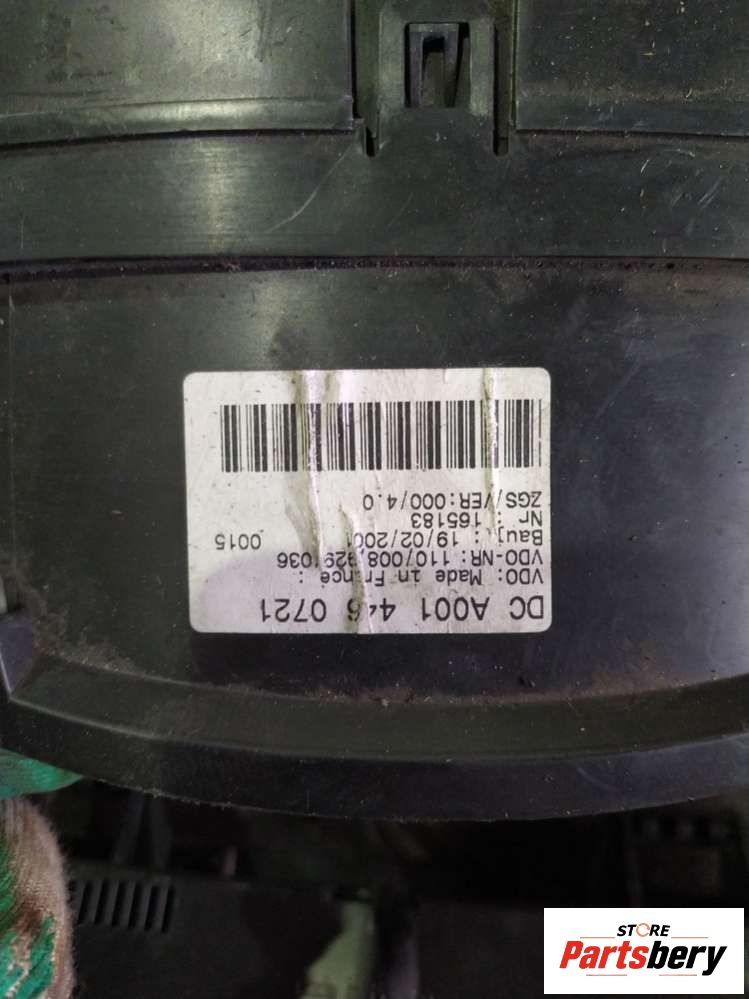 DC A001 446 0721
VDO: Made in France :
VDO-NR: 110/008/929/036
Bauj.: 19/02/2001 0015
Nr : 165183
ZGS/VER:000/4.0
STORE
Partsbery